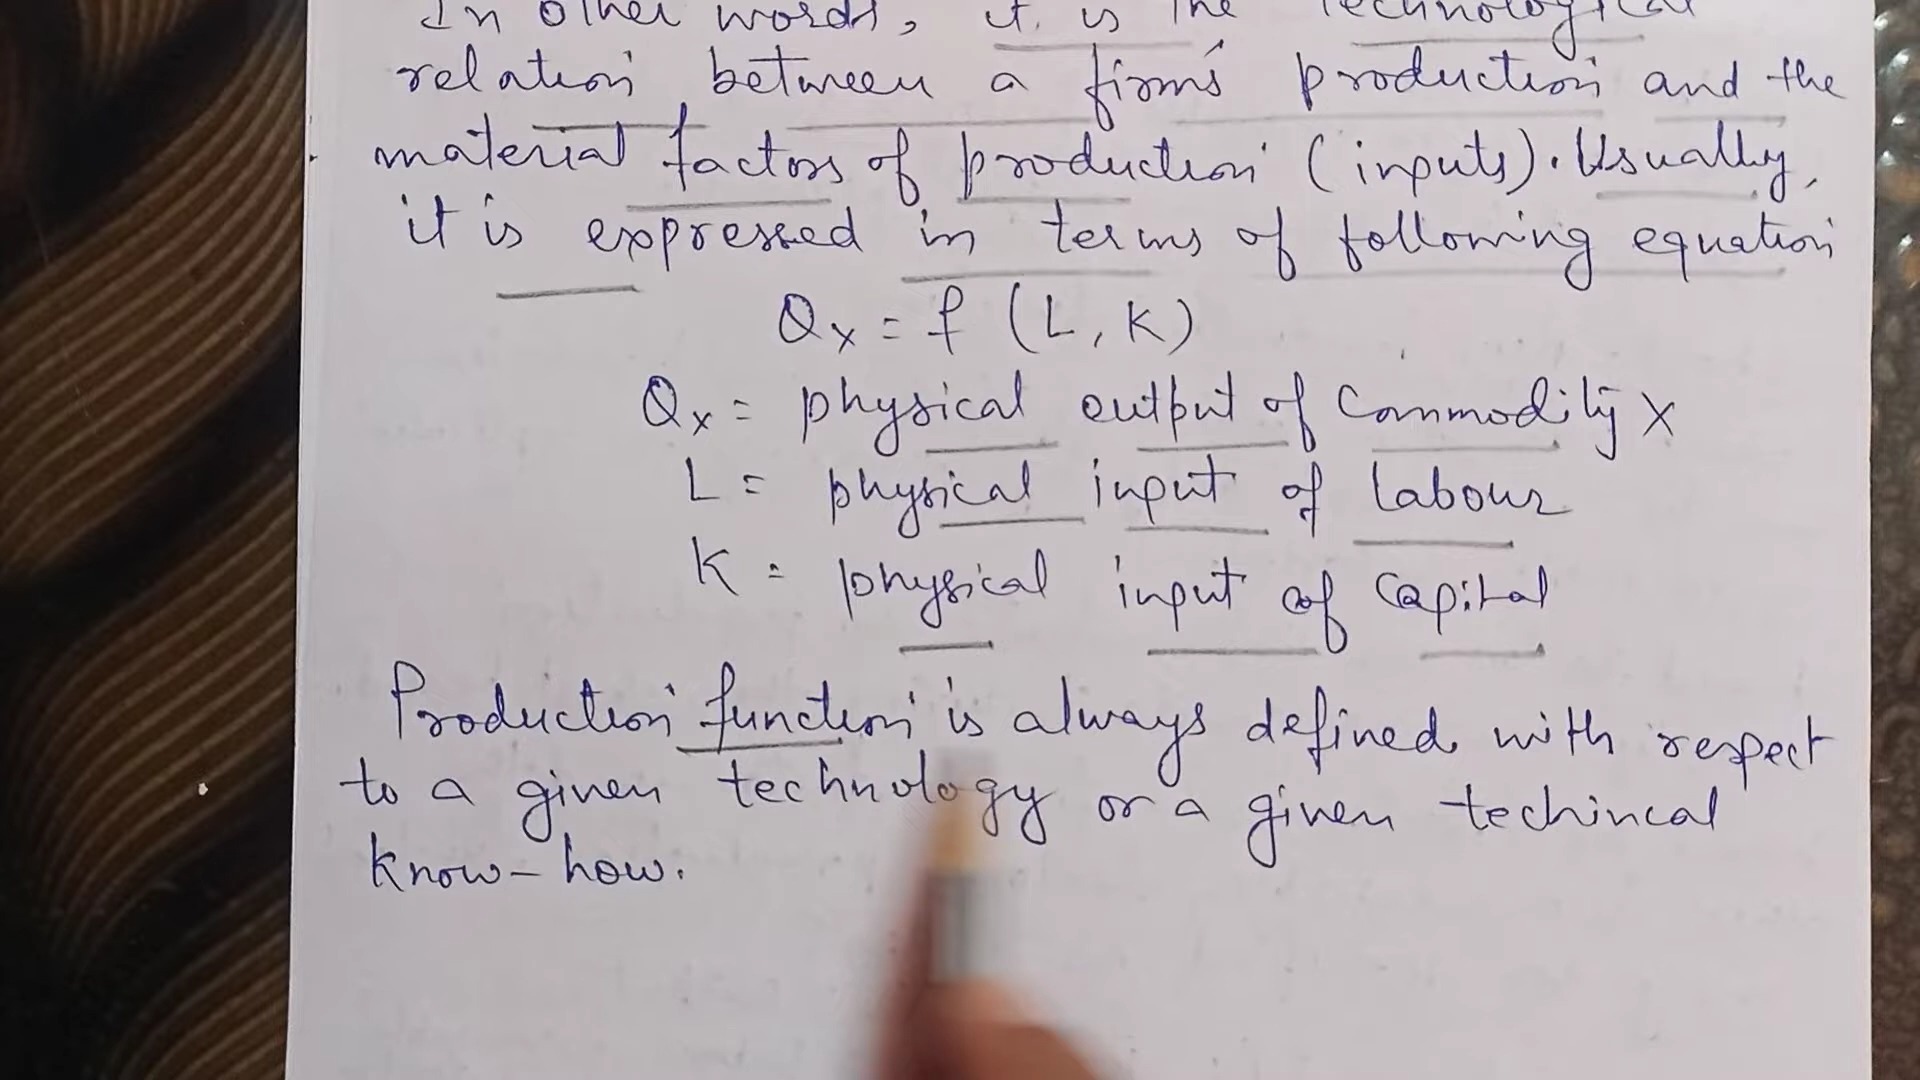 In other words, it is the technological
relation between a firm's production and the
material factors of production (inputs). Usually,
it is expressed in terms of following equation
Qx = f (L, K)
Qx = physical output of Commodity X
L = physical input of labour
K = physical input of Capital
Production function is always defined with respect
to a given technology or a given techincal
know-how.